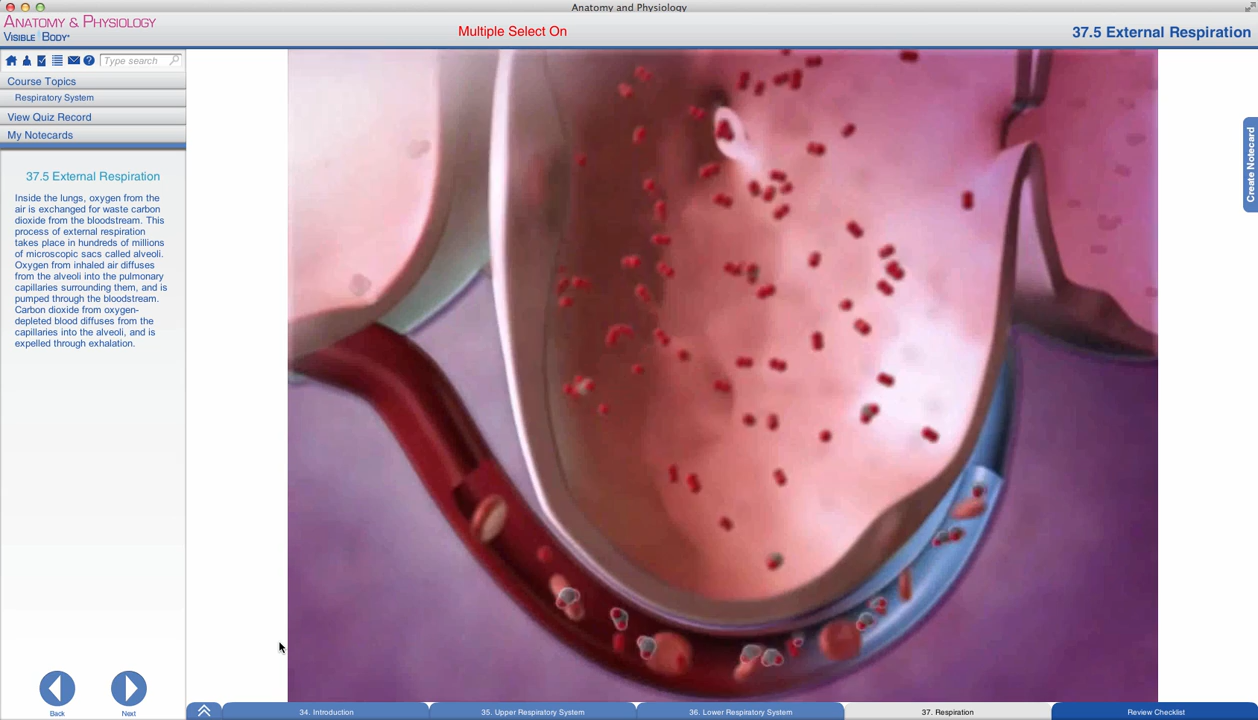 Anatomy and Physiology
ANATOMY & PHYSIOLOGY
VISIBLE BODY
Multiple Select On
37.5 External Respiration
Type search
Course Topics
Respiratory System
View Quiz Record
My Notecards
Create Notecard
37.5 External Respiration
Inside the lungs, oxygen from the
air is exchanged for waste carbon
dioxide from the bloodstream. This
process of external respiration
takes place in hundreds of millions
of microscopic sacs called alveoli.
Oxygen from inhaled air diffuses
from the alveoli into the pulmonary
capillaries surrounding them, and is
pumped through the bloodstream.
Carbon dioxide from oxygen-
depleted blood diffuses from the
capillaries into the alveoli, and is
expelled through exhalation.
Back
Next
34. Introduction
35. Upper Respiratory System
36. Lower Respiratory System
37. Respiration
Review Checklist